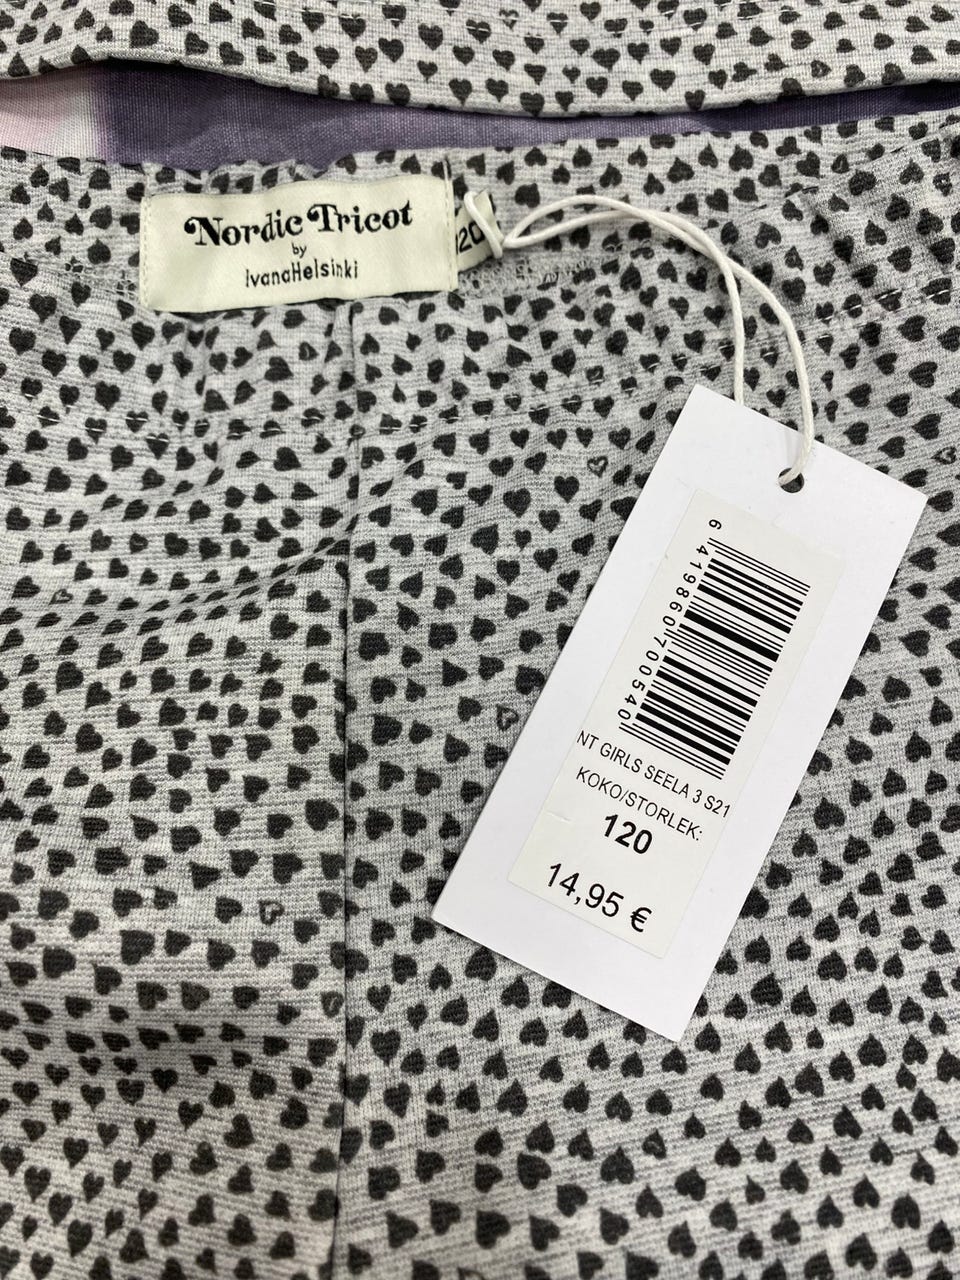 Nordic Tricot
by
IvanaHelsinki
120
6 419860 700540
NT GIRLS SEELA 3 S21
KOKO/STORLEK:
120
14,95 €